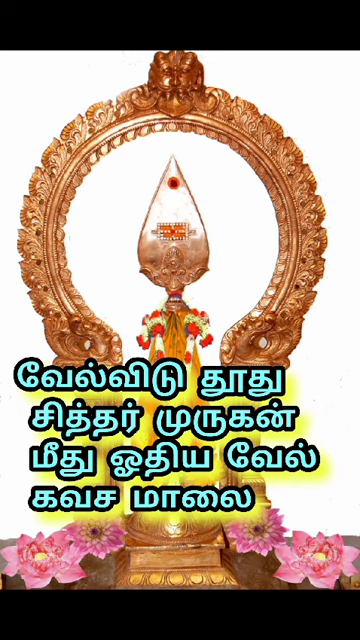 வேல்விடு தூது
சித்தர் முருகன்
மீது ஓதிய வேல்
கவச மாலை